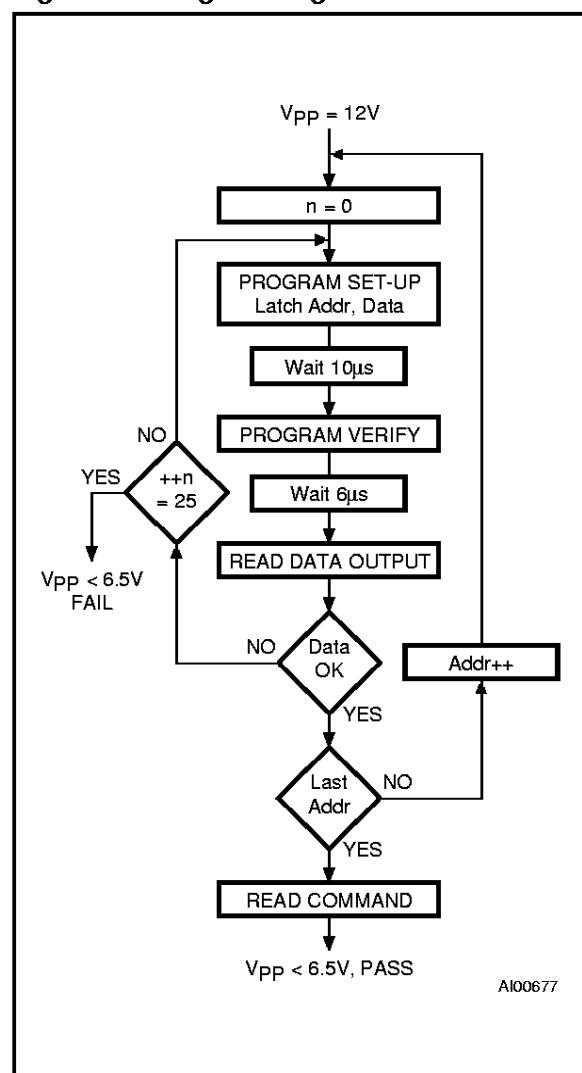 VPP = 12V
n = 0
PROGRAM SET-UP
Latch Addr, Data
Wait 10µs
NO
PROGRAM VERIFY
YES
++n
= 25
Wait 6µs
VPP < 6.5V
FAIL
READ DATA OUTPUT
NO
Data
OK
Addr++
YES
Last
Addr
NO
YES
READ COMMAND
VPP < 6.5V, PASS
AI00677